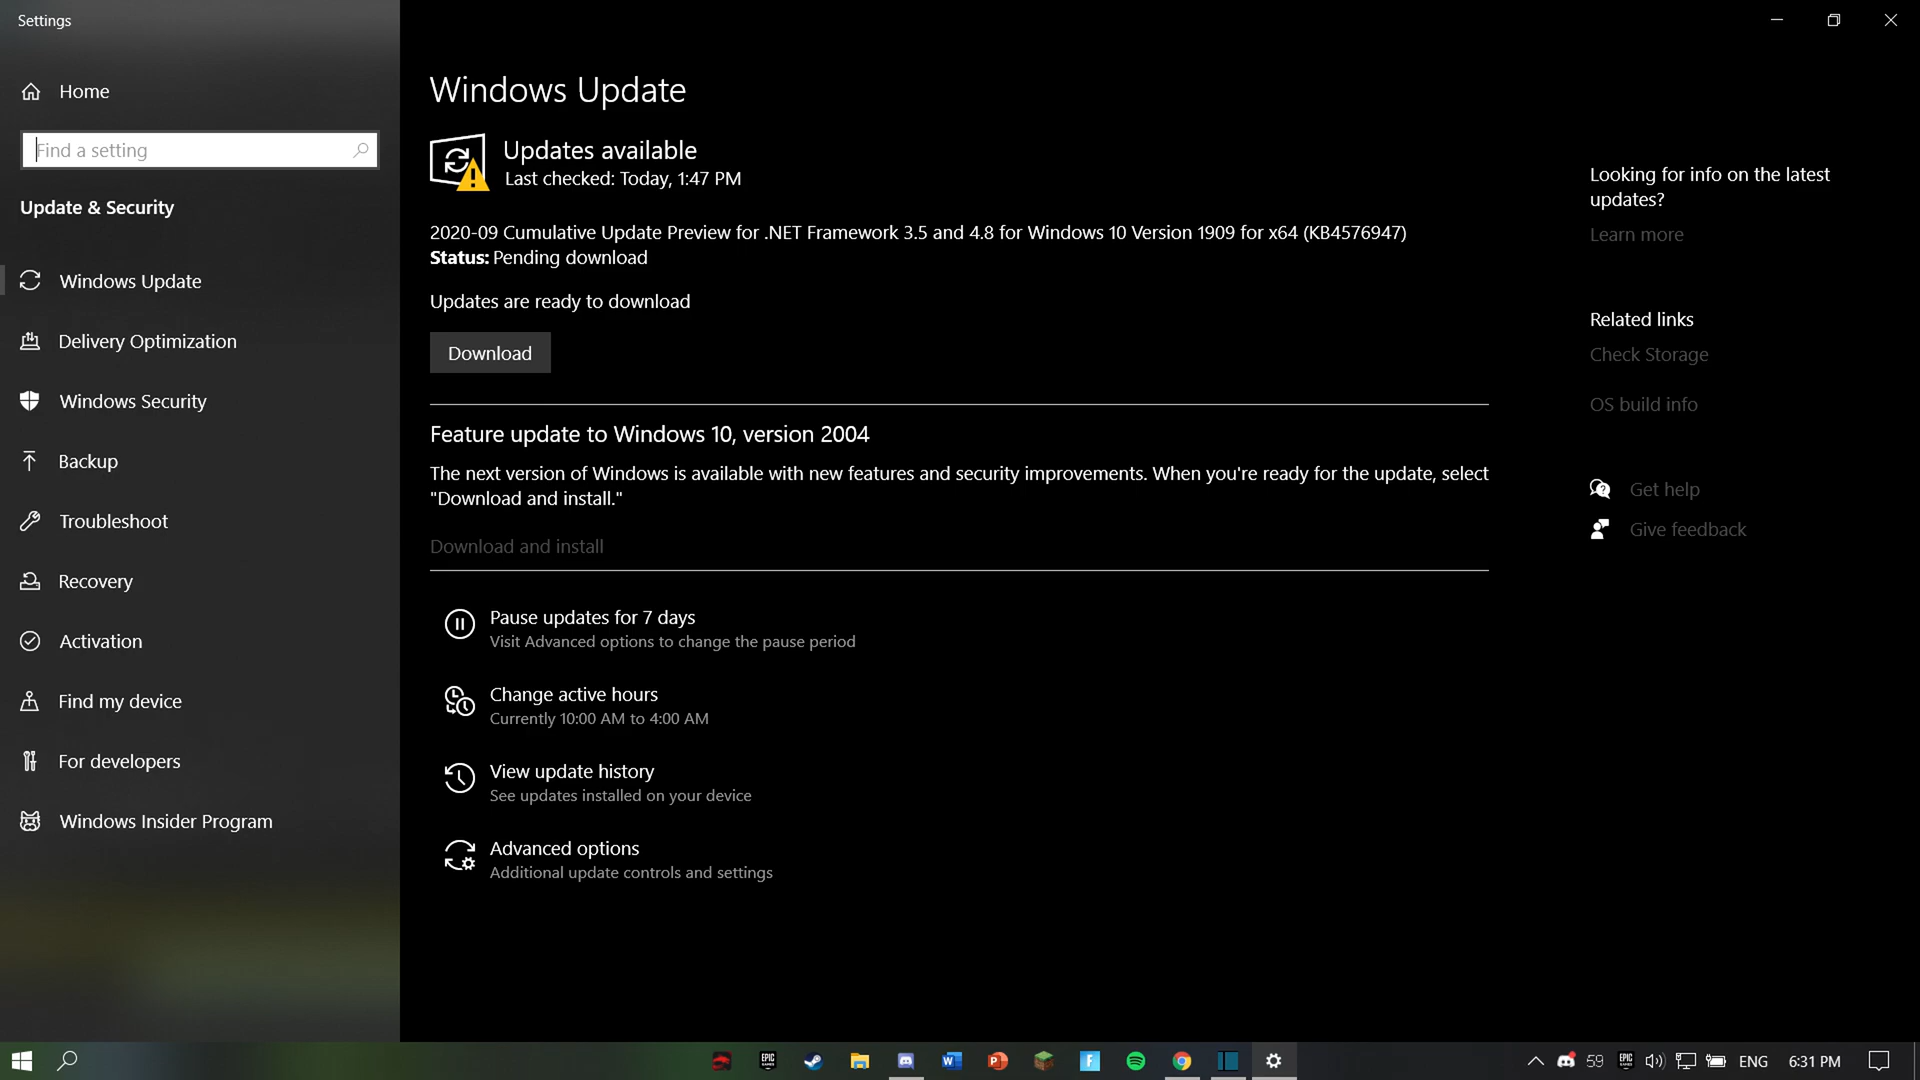 Settings
Home
Find a setting
Update & Security
Windows Update
Delivery Optimization
Windows Security
Backup
Troubleshoot
Recovery
Activation
Find my device
For developers
Windows Insider Program
Windows Update
Updates available
Last checked: Today, 1:47 PM
2020-09 Cumulative Update Preview for .NET Framework 3.5 and 4.8 for Windows 10 Version 1909 for x64 (KB4576947)
Status: Pending download
Updates are ready to download
Download
Feature update to Windows 10, version 2004
The next version of Windows is available with new features and security improvements. When you're ready for the update, select
"Download and install."
Download and install
Pause updates for 7 days
Visit Advanced options to change the pause period
Change active hours
Currently 10:00 AM to 4:00 AM
View update history
See updates installed on your device
Advanced options
Additional update controls and settings
Looking for info on the latest
updates?
Learn more
Related links
Check Storage
OS build info
Get help
Give feedback
59
ENG
6:31 PM